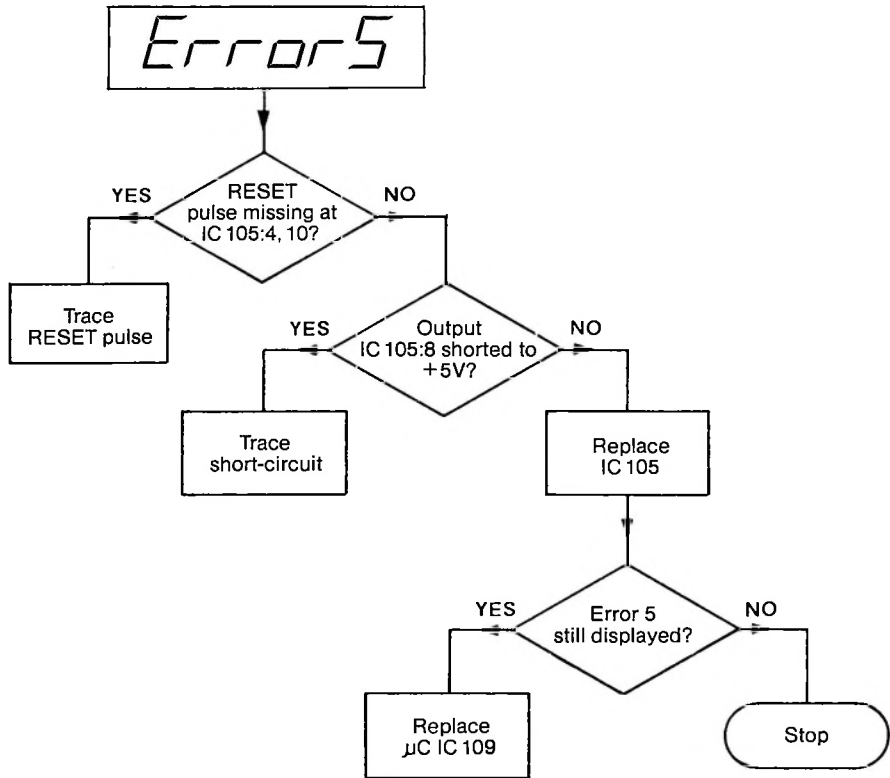 Error5
RESET
pulse missing at
IC 105:4, 10?
YES
NO
Trace
RESET pulse
Output
IC 105:8 shorted to
+5V?
YES
NO
Trace
short-circuit
Replace
IC 105
Error 5
still displayed?
YES
NO
Replace
µC IC 109
Stop